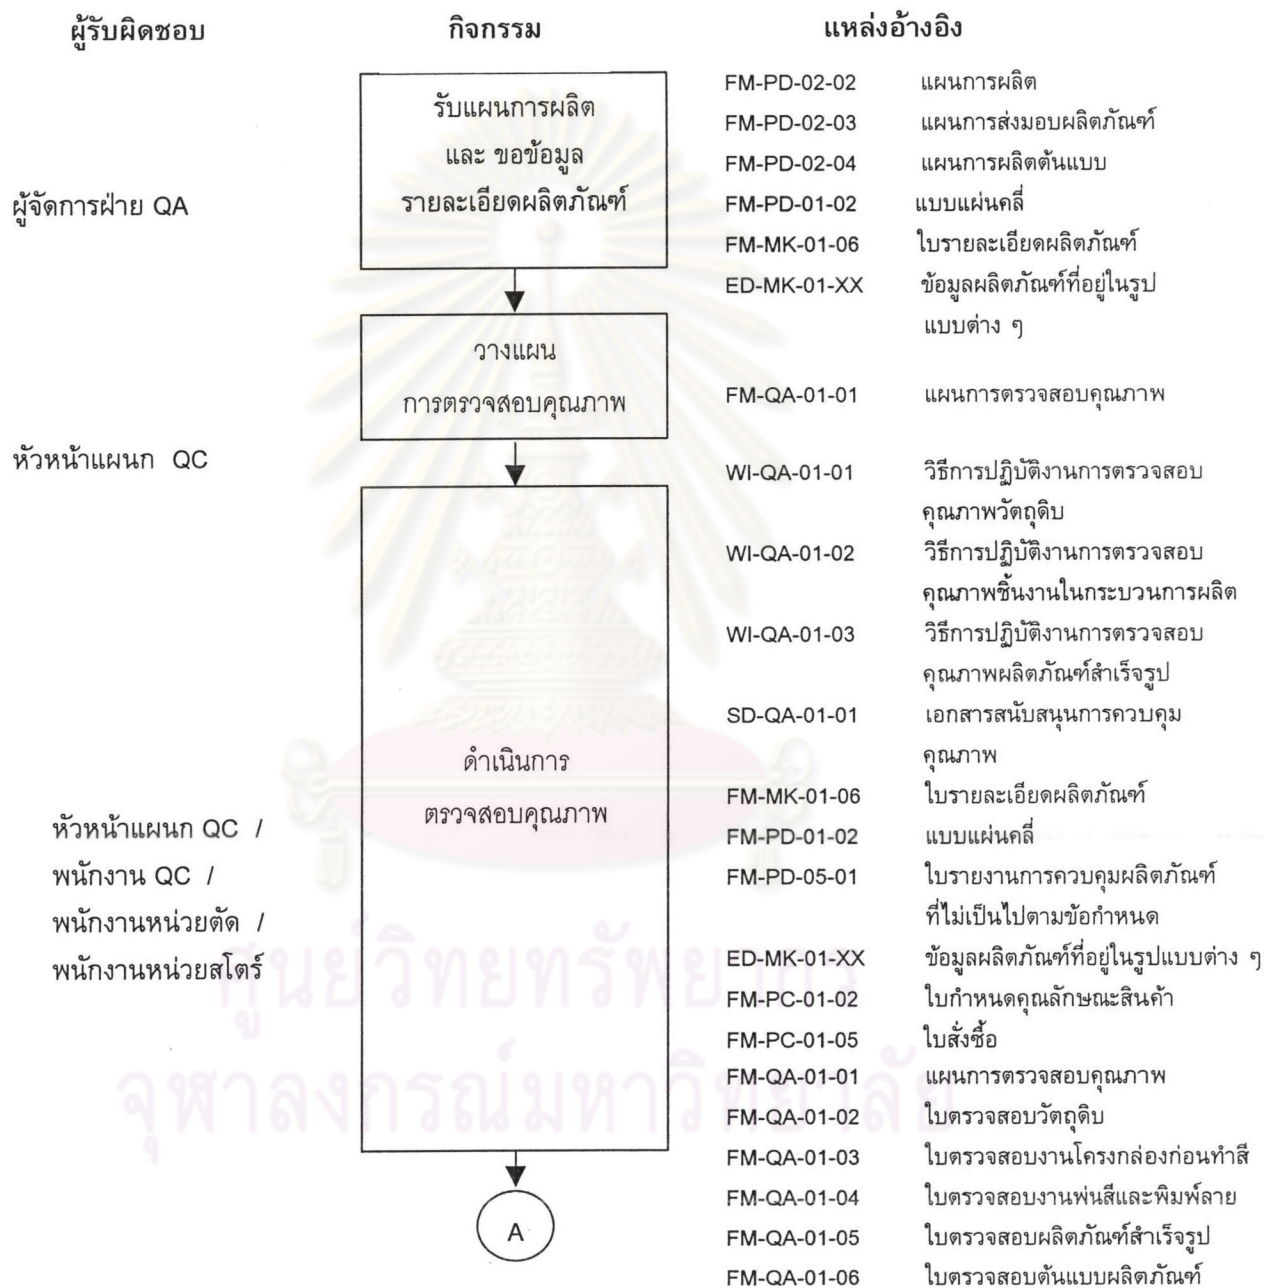 ผู้รับผิดชอบ กิจกรรม แหล่งอ้างอิง
รับแผนการผลิต
และ ขอข้อมูล
รายละเอียดผลิตภัณฑ์
ผู้จัดการฝ่าย QA
FM-PD-02-02 แผนการผลิต
FM-PD-02-03 แผนการส่งมอบผลิตภัณฑ์
FM-PD-02-04 แผนการผลิตต้นแบบ
FM-PD-01-02 แบบแผ่นคลี่
FM-MK-01-06 ใบรายละเอียดผลิตภัณฑ์
ED-MK-01-XX ข้อมูลผลิตภัณฑ์ที่อยู่ในรูป
แบบต่าง ๆ
วางแผน
การตรวจสอบคุณภาพ
FM-QA-01-01 แผนการตรวจสอบคุณภาพ
หัวหน้าแผนก QC
WI-QA-01-01 วิธีการปฏิบัติงานการตรวจสอบ
คุณภาพวัตถุดิบ
WI-QA-01-02 วิธีการปฏิบัติงานการตรวจสอบ
คุณภาพชิ้นงานในกระบวนการผลิต
WI-QA-01-03 วิธีการปฏิบัติงานการตรวจสอบ
คุณภาพผลิตภัณฑ์สำเร็จรูป
SD-QA-01-01 เอกสารสนับสนุนการควบคุม
คุณภาพ
ดำเนินการ
ตรวจสอบคุณภาพ
หัวหน้าแผนก QC /
พนักงาน QC /
พนักงานหน่วยตัด /
พนักงานหน่วยสโตร์
FM-MK-01-06 ใบรายละเอียดผลิตภัณฑ์
FM-PD-01-02 แบบแผ่นคลี่
FM-PD-05-01 ใบรายงานการควบคุมผลิตภัณฑ์
ที่ไม่เป็นไปตามข้อกำหนด
ED-MK-01-XX ข้อมูลผลิตภัณฑ์ที่อยู่ในรูปแบบต่าง ๆ
FM-PC-01-02 ใบกำหนดคุณลักษณะสินค้า
FM-PC-01-05 ใบสั่งซื้อ
FM-QA-01-01 แผนการตรวจสอบคุณภาพ
FM-QA-01-02 ใบตรวจสอบวัตถุดิบ
FM-QA-01-03 ใบตรวจสอบงานโครงกล่องก่อนทำสี
FM-QA-01-04 ใบตรวจสอบงานพ่นสีและพิมพ์ลาย
FM-QA-01-05 ใบตรวจสอบผลิตภัณฑ์สำเร็จรูป
FM-QA-01-06 ใบตรวจสอบต้นแบบผลิตภัณฑ์
A
ศูนย์วิทยทรัพยากร
จุฬาลงกรณ์มหาวิทยาลัย